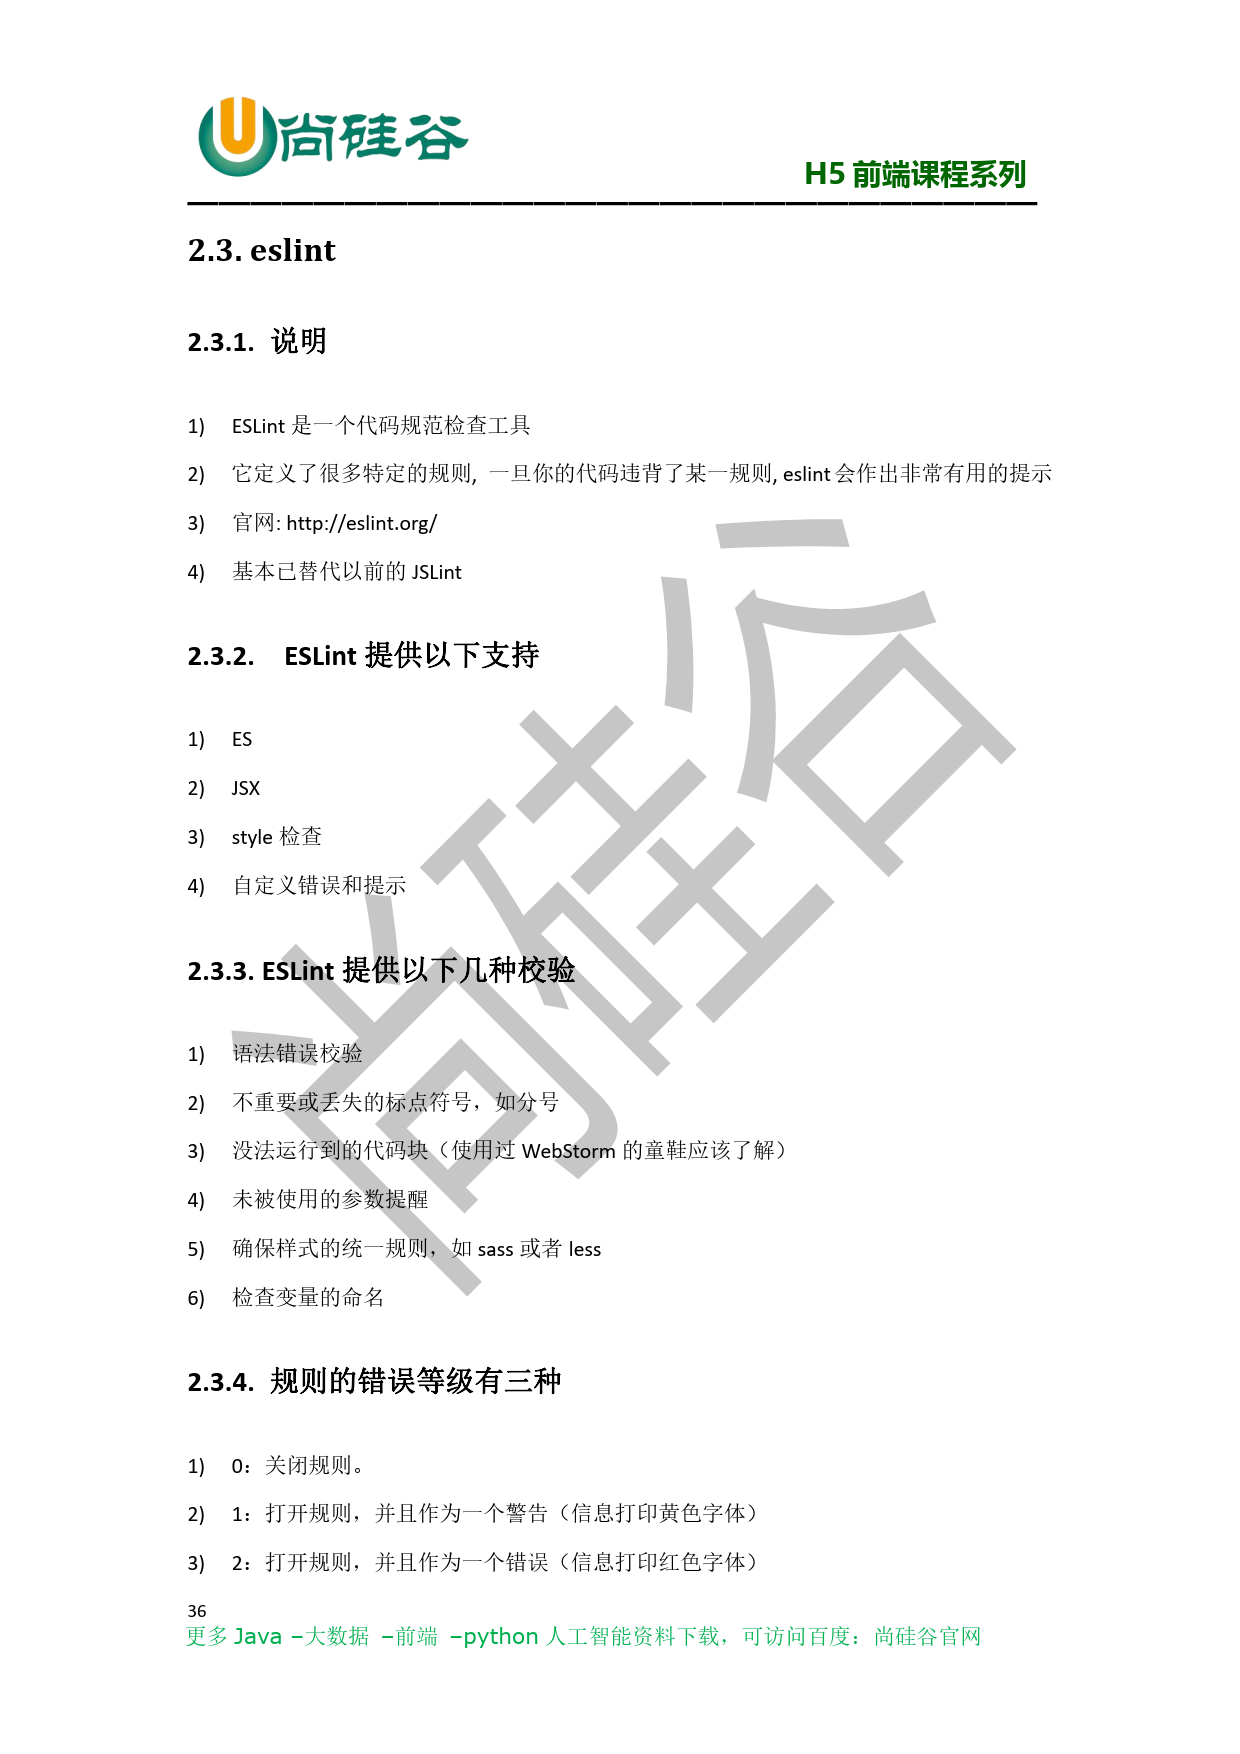 尚硅谷
H5 前端课程系列
2.3. eslint
2.3.1. 说明
1) ESLint 是一个代码规范检查工具
2) 它定义了很多特定的规则, 一旦你的代码违背了某一规则, eslint 会作出非常有用的提示
3) 官网: http://eslint.org/
4) 基本已替代以前的 JSLint
2.3.2. ESLint 提供以下支持
1) ES
2) JSX
3) style 检查
4) 自定义错误和提示
2.3.3. ESLint 提供以下几种校验
1) 语法错误校验
2) 不重要或丢失的标点符号，如分号
3) 没法运行到的代码块（使用过 WebStorm 的童鞋应该了解）
4) 未被使用的参数提醒
5) 确保样式的统一规则，如 sass 或者 less
6) 检查变量的命名
2.3.4. 规则的错误等级有三种
1) 0：关闭规则。
2) 1：打开规则，并且作为一个警告（信息打印黄色字体）
3) 2：打开规则，并且作为一个错误（信息打印红色字体）
36
更多 Java –大数据 –前端 –python 人工智能资料下载，可访问百度：尚硅谷官网
尚硅谷